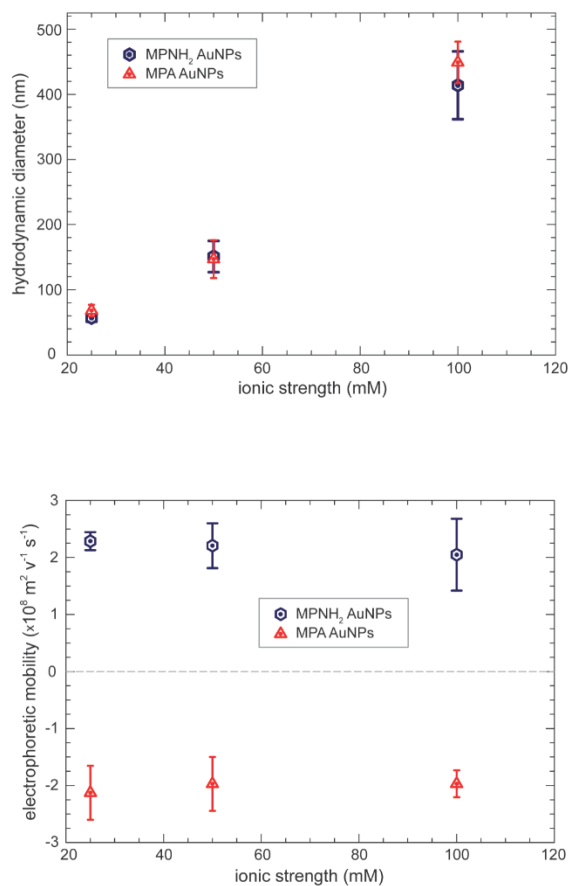 500
400
300
200
100
0
hydrodynamic diameter (nm)
MPNH₂ AuNPs
MPA AuNPs
20 40 60 80 100 120
ionic strength (mM)
3
2
1
0
-1
-2
-3
electrophoretic mobility (×10⁸ m² v⁻¹ s⁻¹)
MPNH₂ AuNPs
MPA AuNPs
20 40 60 80 100 120
ionic strength (mM)